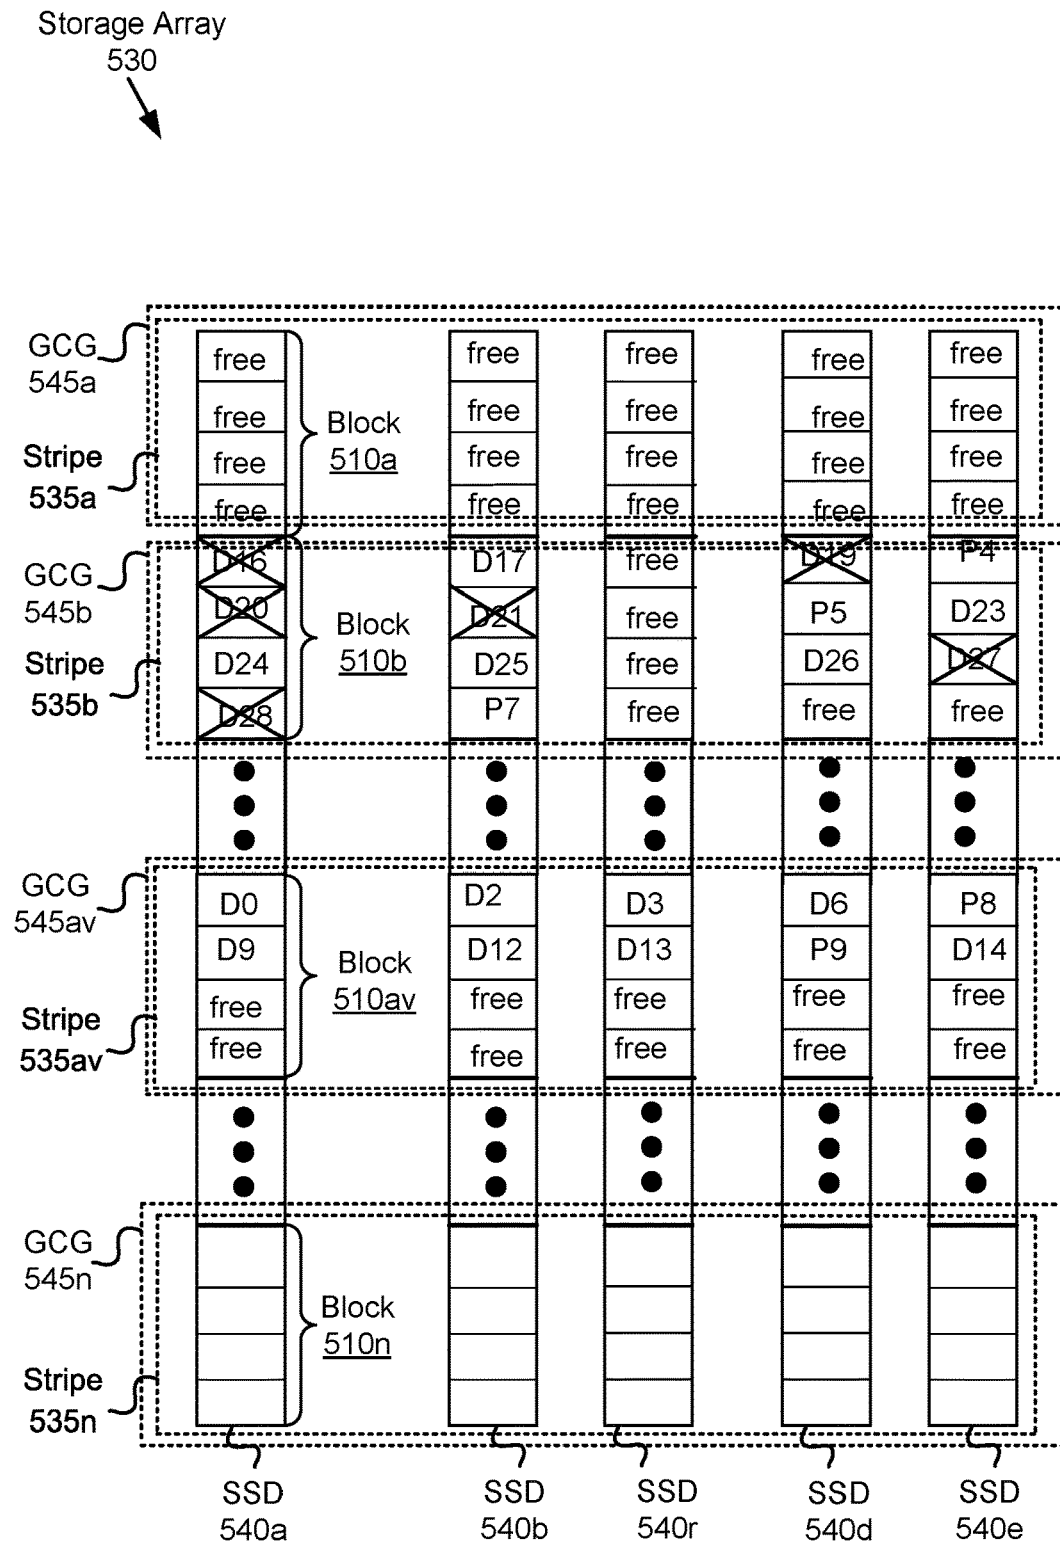 Storage Array
530
GCG
545a
free free free free free
free free free free free
Block
510a
Stripe
535a
free free free free free
free free free free free
GCG
545b
D16 D17 free D19 P4
D20 D21 free P5 D23
Block
510b
Stripe
535b
D24 D25 free D26 D27
D28 P7 free free free
GCG
545av
D0 D2 D3 D6 P8
D9 D12 D13 P9 D14
Block
510av
Stripe
535av
free free free free free
free free free free free
GCG
545n
Block
510n
Stripe
535n
SSD SSD SSD SSD SSD
540a 540b 540r 540d 540e